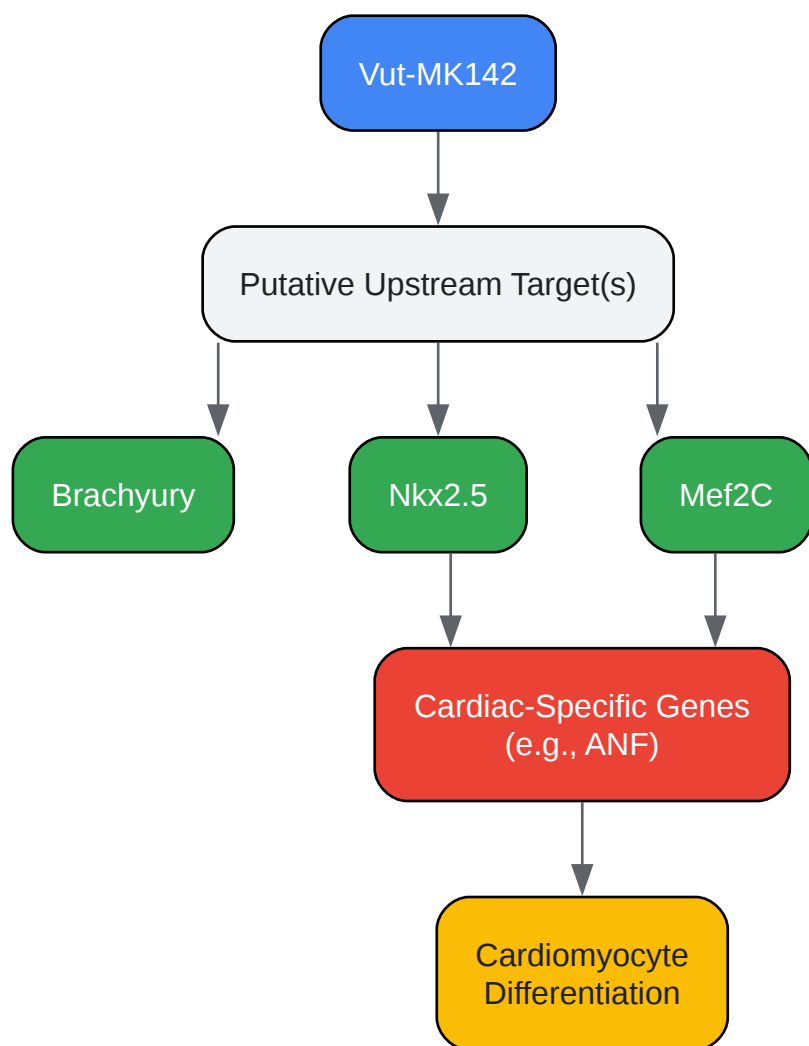 Vut-MK142
Putative Upstream Target(s)
Brachyury
Nkx2.5
Mef2C
Cardiac-Specific Genes
(e.g., ANF)
Cardiomyocyte
Differentiation